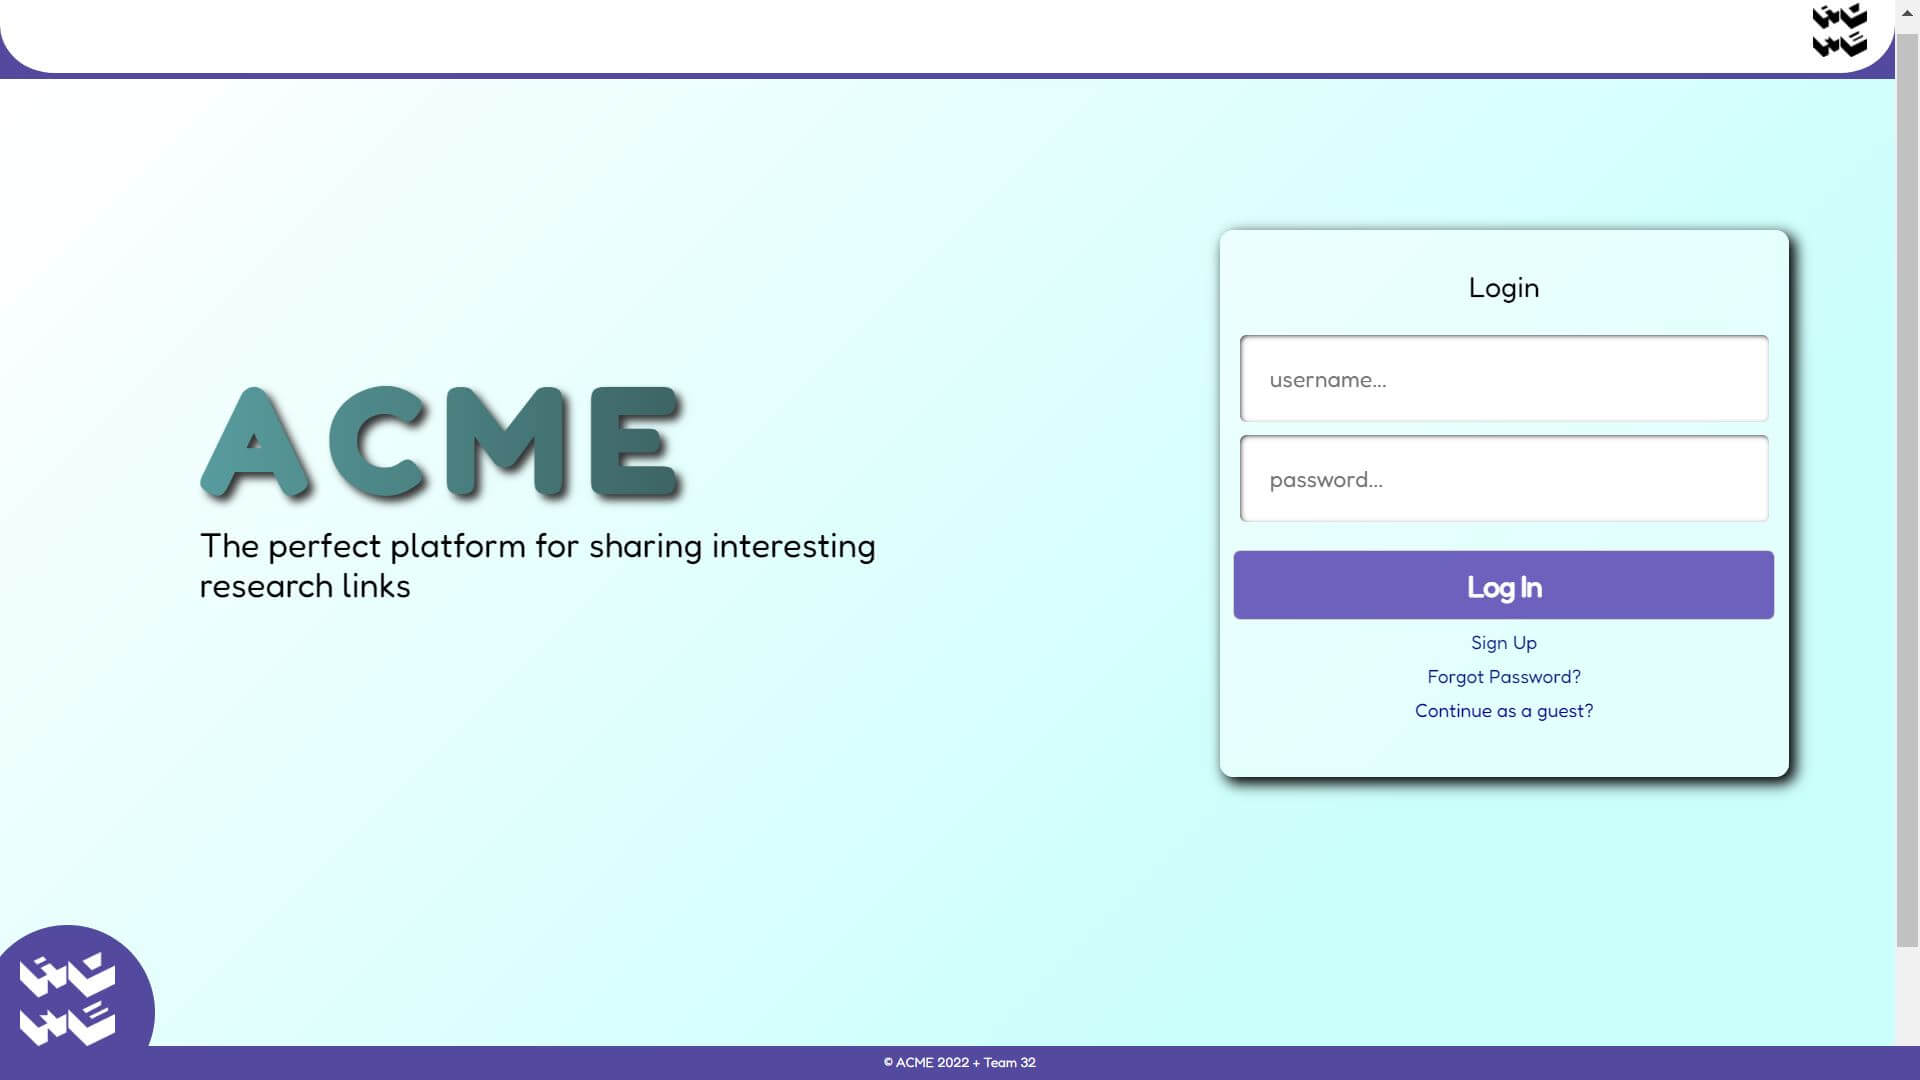 ACME
The perfect platform for sharing interesting
research links
Login
username...
password...
Log In
Sign Up
Forgot Password?
Continue as a guest?
© ACME 2022 + Team 32